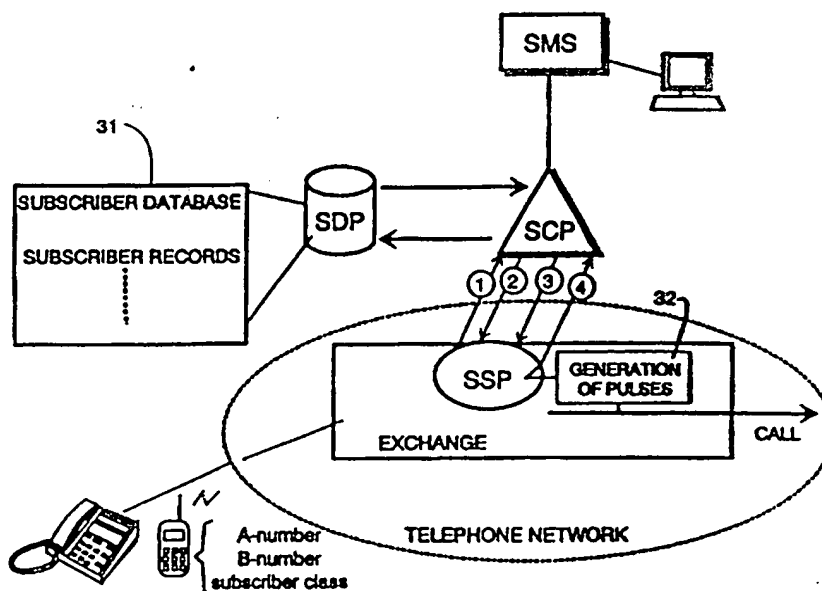 SMS
31
SUBSCRIBER DATABASE
SUBSCRIBER RECORDS
SDP
SCP
1 2 3 4
32
SSP
GENERATION
OF PULSES
EXCHANGE
CALL
TELEPHONE NETWORK
A-number
B-number
subscriber class